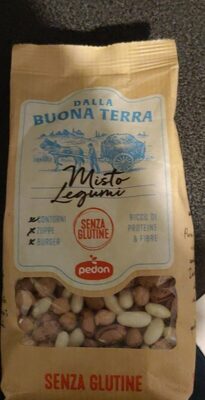 DALLA
BUONA TERRA
Misto
Legumi
CONTORNI
ZUPPE
BURGER
SENZA
GLUTINE
RICCO DI
PROTEINE
& FIBRE
pedon
SENZA GLUTINE